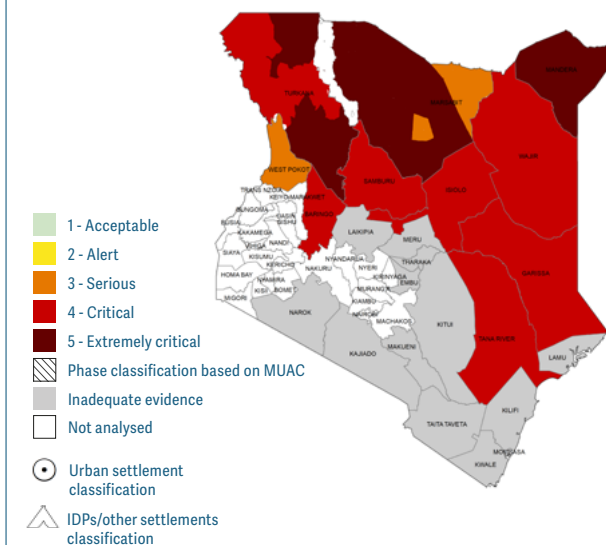 MANDERA
TURKANA
MARSABIT
WAJIR
WEST POKOT
SAMBURU
ISIOLO
TRANS NZOIA
BUNGOMA
BARINGO
BUSIA
UASIN
GISHU
KAKAMEGA
LAIKIPIA
MERU
SIAYA
VIHIGA
NANDI
KISUMU
NYANDARUA
THARAKA
GARISSA
KERICHO
NAKURU
NYERI
HOMA BAY
NYAMIRA
KIRINYAGA
EMBU
KISII
BOMET
MURANG'A
MIGORI
KIAMBU
NAROK
NAIROBI
MACHAKOS
KITUI
TANA RIVER
KAJIADO
MAKUENI
LAMU
KILIFI
TAITA TAVETA
MOMBASA
KWALE
1 - Acceptable
2 - Alert
3 - Serious
4 - Critical
5 - Extremely critical
Phase classification based on MUAC
Inadequate evidence
Not analysed
Urban settlement
classification
IDPs/other settlements
classification